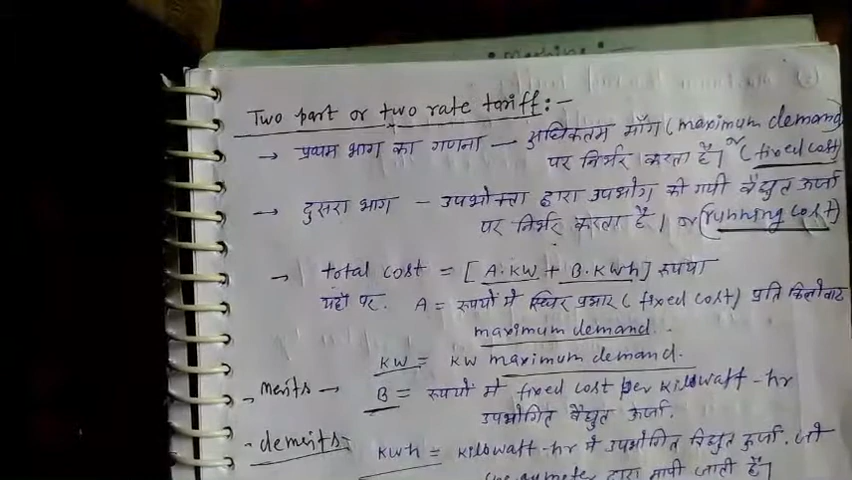 : Machine :
Two part or two rate tariff:-
→ प्रथम भाग का गणना — अधिकतम माँग (maximum demand)
पर निर्भर करता है। or (fixed cost)
→ दुसरा भाग - उपभोक्ता द्वारा उपभोग की गयी वैद्युत ऊर्जा
पर निर्भर करता है। or (running cost)
→ total cost = [A.KW + B.KWh] रूपया
यहाँ पर. A = रूपयों में स्थिर प्रभार (fixed cost) प्रति किलोवाट
maximum demand.
KW = KW maximum demand.
→ merits → B = रूपयों में fixed cost per kilowatt-hr
उपभोगित वैद्युत ऊर्जा.
- demerits= KWh = kilowatt-hr में उपभोगित विद्युत ऊर्जा. जो
द्वारा मापी जाती है।